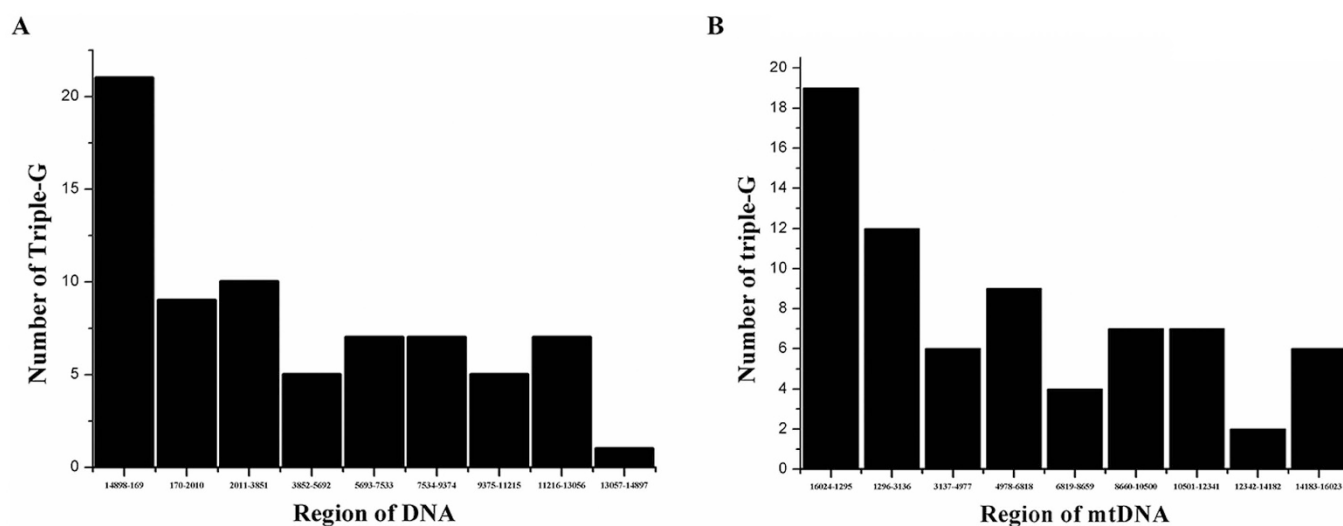 A
Number of Triple-G
20
15
10
5
0
14898-169 170-2010 2011-3851 3852-5692 5693-7533 7534-9374 9375-11215 11216-13056 13057-14897
Region of DNA
B
Number of triple-G
20
18
16
14
12
10
8
6
4
2
0
16024-1295 1296-3136 3137-4977 4978-6818 6819-8659 8660-10500 10501-12341 12342-14182 14183-16023
Region of mtDNA